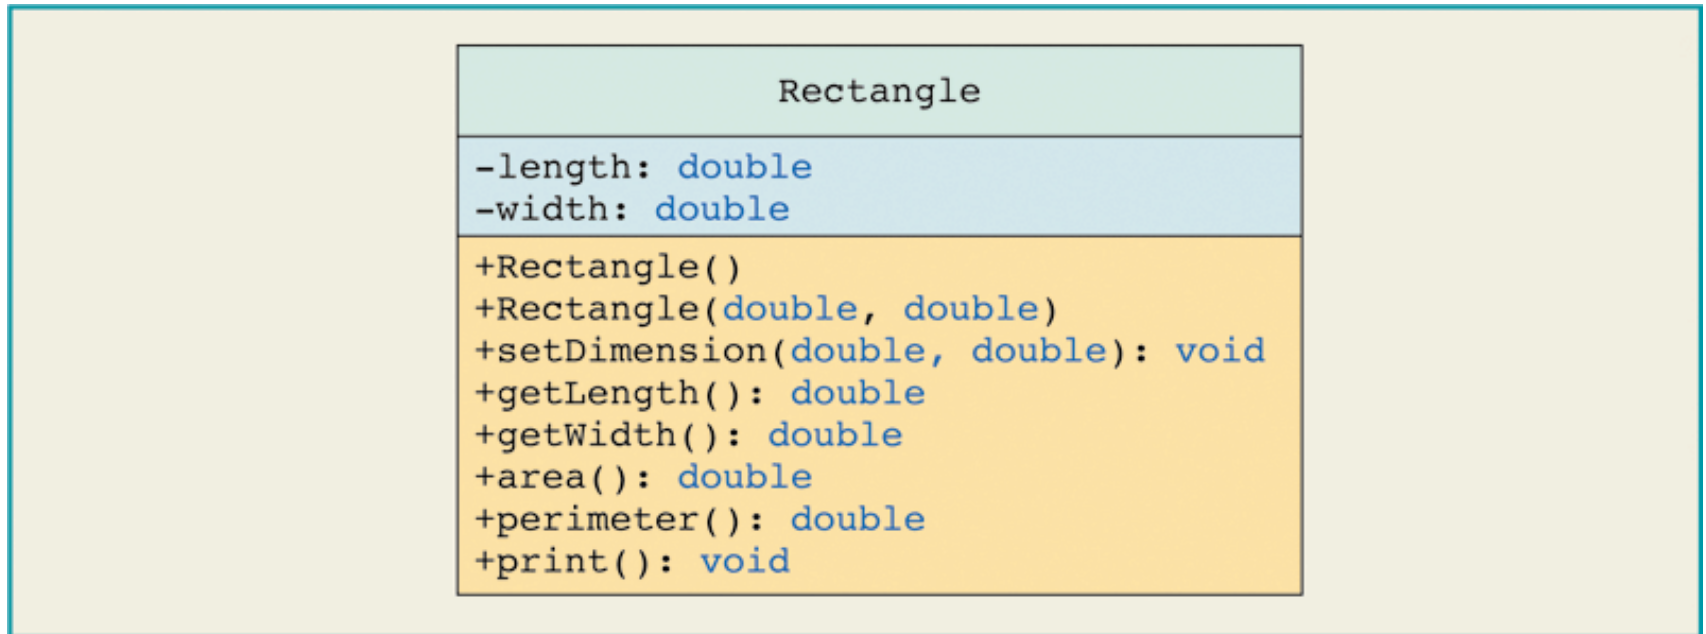 Rectangle
-length: double
-width: double
+Rectangle()
+Rectangle(double, double)
+setDimension(double, double): void
+getLength(): double
+getWidth(): double
+area(): double
+perimeter(): double
+print(): void